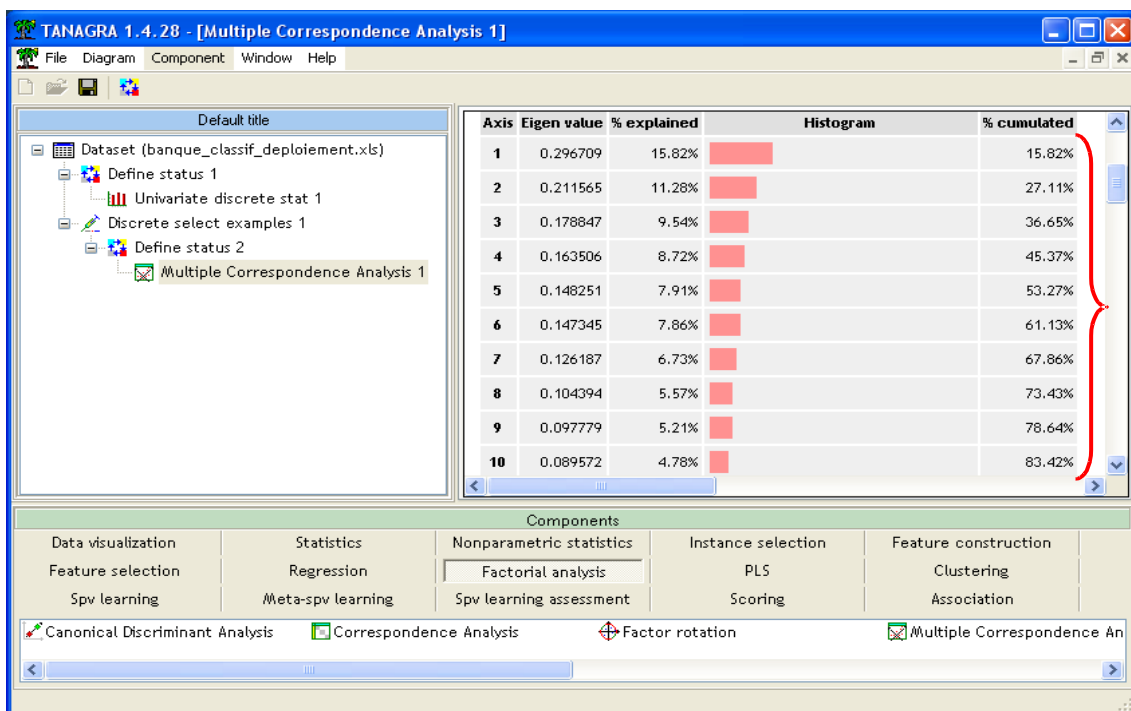 TANAGRA 1.4.28 - [Multiple Correspondence Analysis 1]
File Diagram Component Window Help
Default title
Dataset (banque_classif_deploiement.xls)
Define status 1
Univariate discrete stat 1
Discrete select examples 1
Define status 2
Multiple Correspondence Analysis 1
Axis Eigen value % explained Histogram % cumulated
1 0.296709 15.82% 15.82%
2 0.211565 11.28% 27.11%
3 0.178847 9.54% 36.65%
4 0.163506 8.72% 45.37%
5 0.148251 7.91% 53.27%
6 0.147345 7.86% 61.13%
7 0.126187 6.73% 67.86%
8 0.104394 5.57% 73.43%
9 0.097779 5.21% 78.64%
10 0.089572 4.78% 83.42%
Components
Data visualization Statistics Nonparametric statistics Instance selection Feature construction
Feature selection Regression Factorial analysis PLS Clustering
Spv learning Meta-spv learning Spv learning assessment Scoring Association
Canonical Discriminant Analysis Correspondence Analysis Factor rotation Multiple Correspondence An